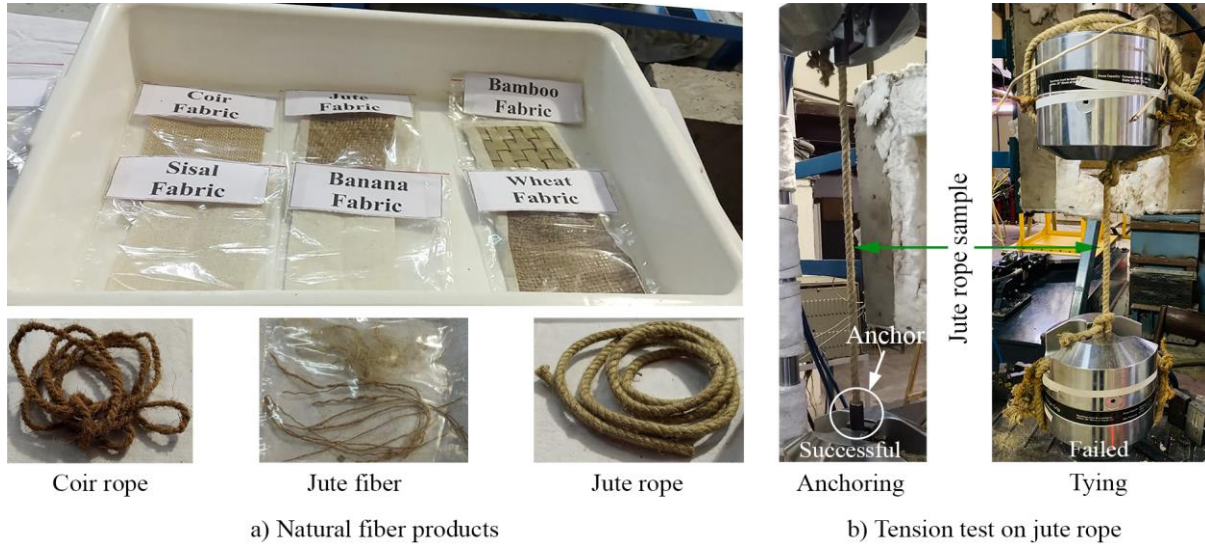 Coir
Fabric
Jute
Fabric
Bamboo
Fabric
Sisal
Fabric
Banana
Fabric
Wheat
Fabric
Coir rope
Jute fiber
Jute rope
a) Natural fiber products
Jute rope sample
Anchor
Successful
Anchoring
Failed
Tying
b) Tension test on jute rope